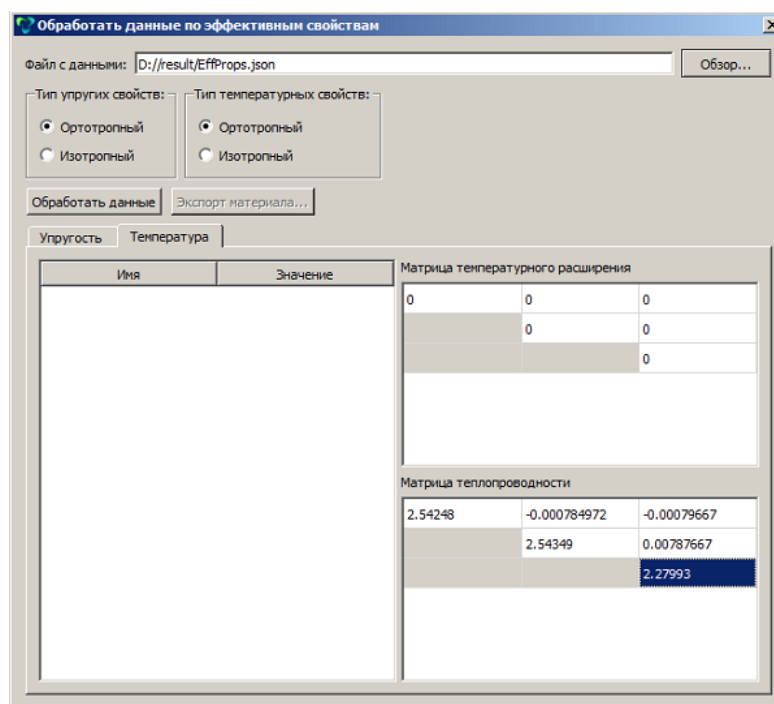 Обработать данные по эффективным свойствам
Файл с данными: D://result/EffProps.json Обзор...
Тип упругих свойств: Тип температурных свойств:
Ортотропный Ортотропный
Изотропный Изотропный
Обработать данные Экспорт материала...
Упругость Температура
Имя Значение
Матрица температурного расширения
0 0 0
0 0
0
Матрица теплопроводности
2.54248 -0.000784972 -0.00079667
2.54349 0.00787667
2.27993